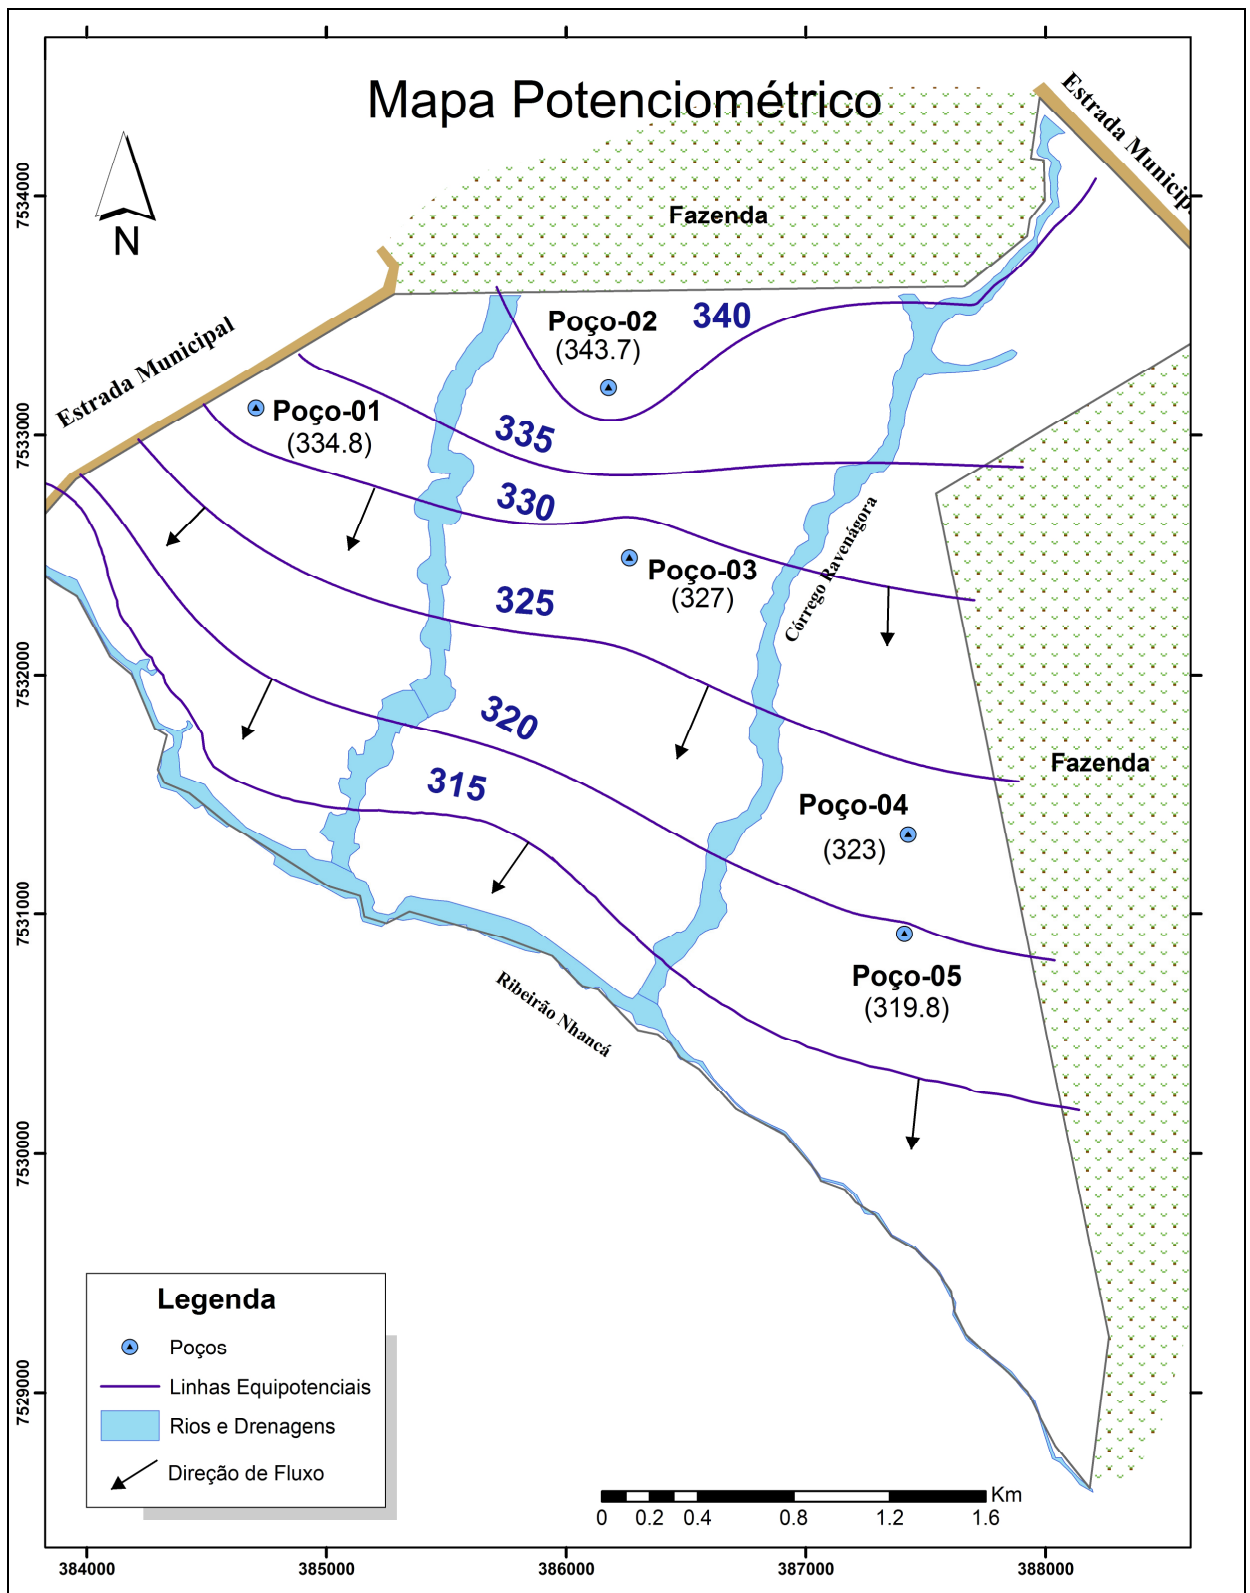 Mapa Potenciométrico
Estrada Municip
Fazenda
N
Estrada Municipal
Poço-02
(343.7)
340
Poço-01
(334.8)
335
330
Poço-03
(327)
Córrego Ravenágora
325
320
315
Fazenda
Poço-04
(323)
Poço-05
(319.8)
Ribeirão Nhancá
7534000
7533000
7532000
7531000
7530000
7529000
Legenda
Poços
Linhas Equipotenciais
Rios e Drenagens
Direção de Fluxo
Km
0 0.2 0.4 0.8 1.2 1.6
384000 385000 386000 387000 388000